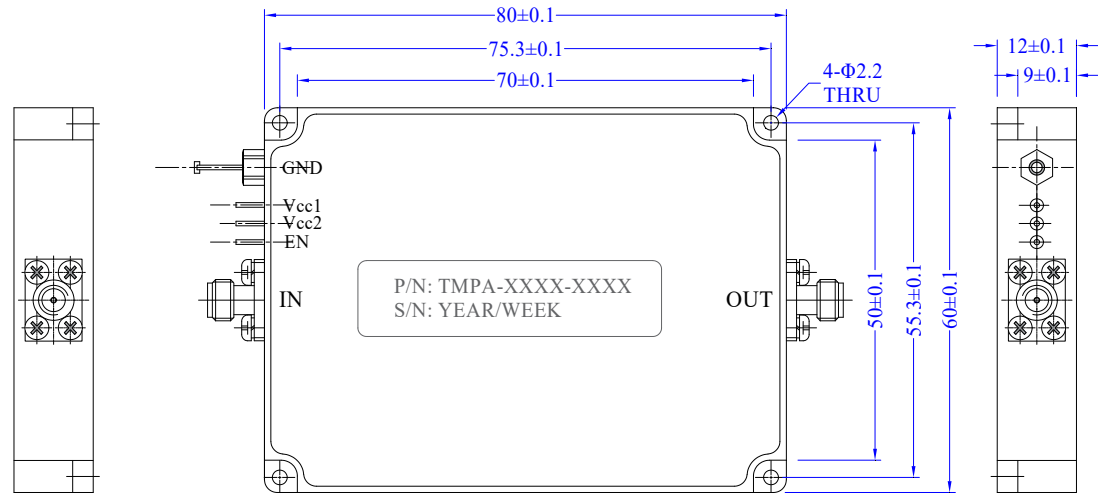 80±0.1
75.3±0.1
70±0.1
4-Φ2.2
THRU
12±0.1
9±0.1
GND
Vcc1
Vcc2
EN
IN
P/N: TMPA-XXXX-XXXX
S/N: YEAR/WEEK
OUT
50±0.1
55.3±0.1
60±0.1